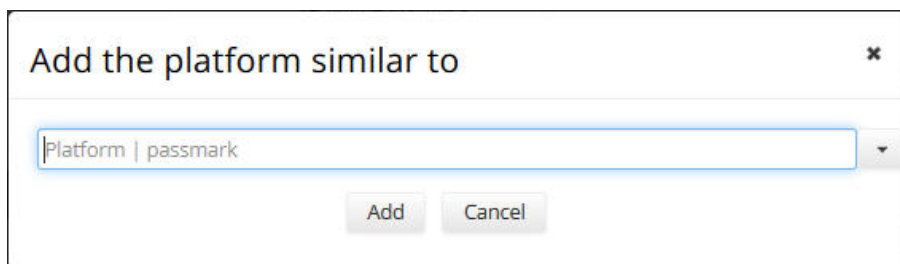 Add the platform similar to
Platform | passmark
Add Cancel